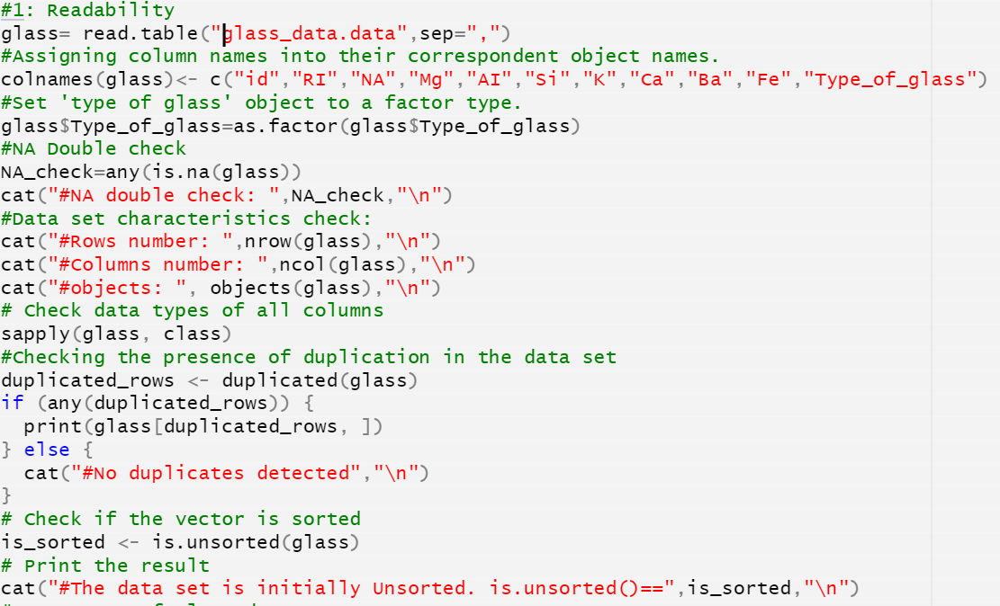 #1: Readability
glass= read.table("glass_data.data",sep=",")
#Assigning column names into their correspondent object names.
colnames(glass)<- c("id","RI","NA","Mg","AI","Si","K","Ca","Ba","Fe","Type_of_glass")
#Set 'type of glass' object to a factor type.
glass$Type_of_glass=as.factor(glass$Type_of_glass)
#NA Double check
NA_check=any(is.na(glass))
cat("#NA double check: ",NA_check,"\n")
#Data set characteristics check:
cat("#Rows number: ",nrow(glass),"\n")
cat("#Columns number: ",ncol(glass),"\n")
cat("#objects: ", objects(glass),"\n")
# Check data types of all columns
sapply(glass, class)
#Checking the presence of duplication in the data set
duplicated_rows <- duplicated(glass)
if (any(duplicated_rows)) {
  print(glass[duplicated_rows, ])
} else {
  cat("#No duplicates detected","\n")
}
# Check if the vector is sorted
is_sorted <- is.unsorted(glass)
# Print the result
cat("#The data set is initially Unsorted. is.unsorted()==",is_sorted,"\n")